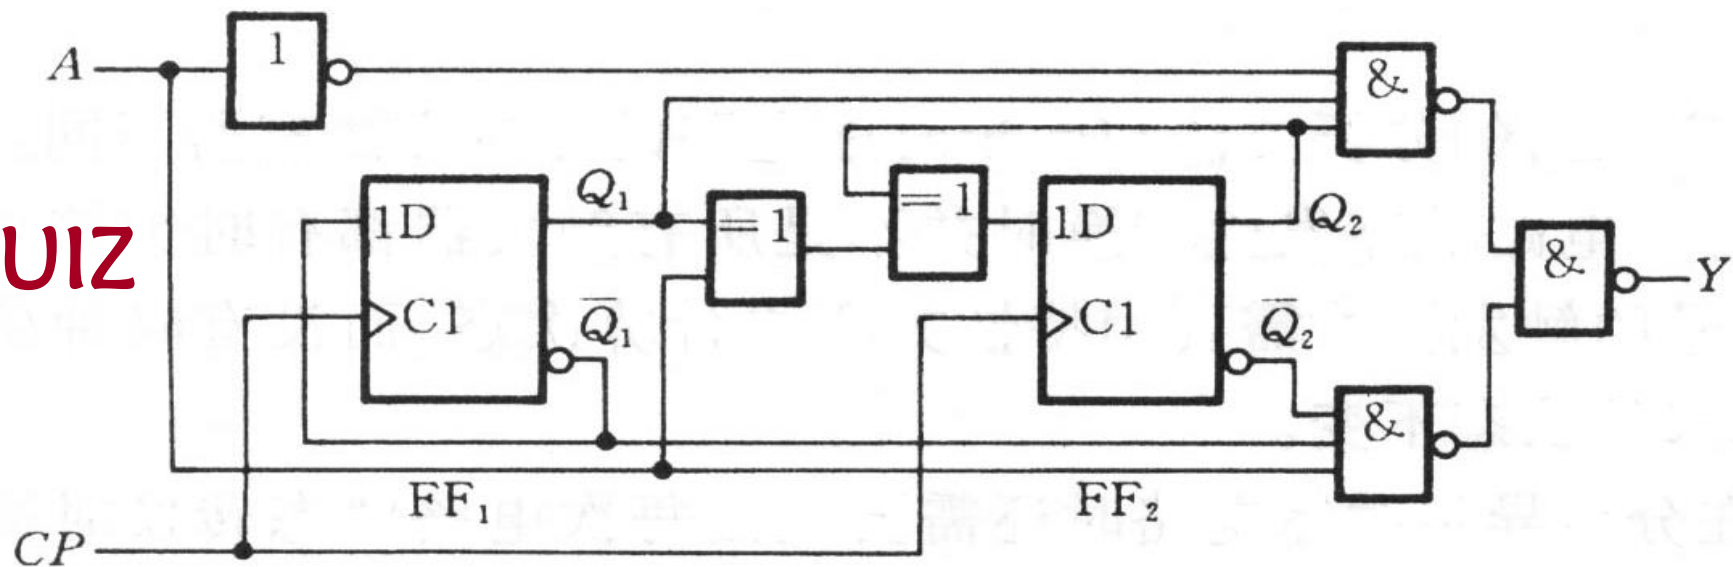 A
1
&
Q₁
= 1
= 1
Q₂
1D
1D
UIZ
&
Y
C1
Q̅₁
C1
Q̅₂
&
FF₁
FF₂
CP